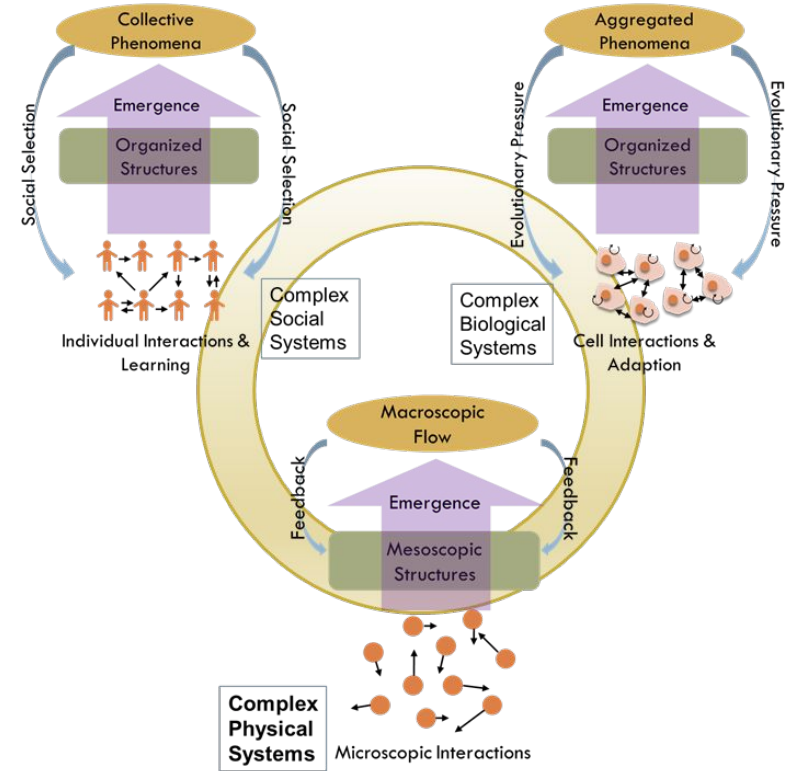 Collective
Phenomena
Emergence
Organized
Structures
Social Selection
Social Selection
Individual Interactions &
Learning
Complex
Social
Systems
Aggregated
Phenomena
Emergence
Organized
Structures
Evolutionary Pressure
Evolutionary Pressure
Cell Interactions &
Adaption
Complex
Biological
Systems
Macroscopic
Flow
Emergence
Mesoscopic
Structures
Feedback
Feedback
Complex
Physical
Systems
Microscopic Interactions